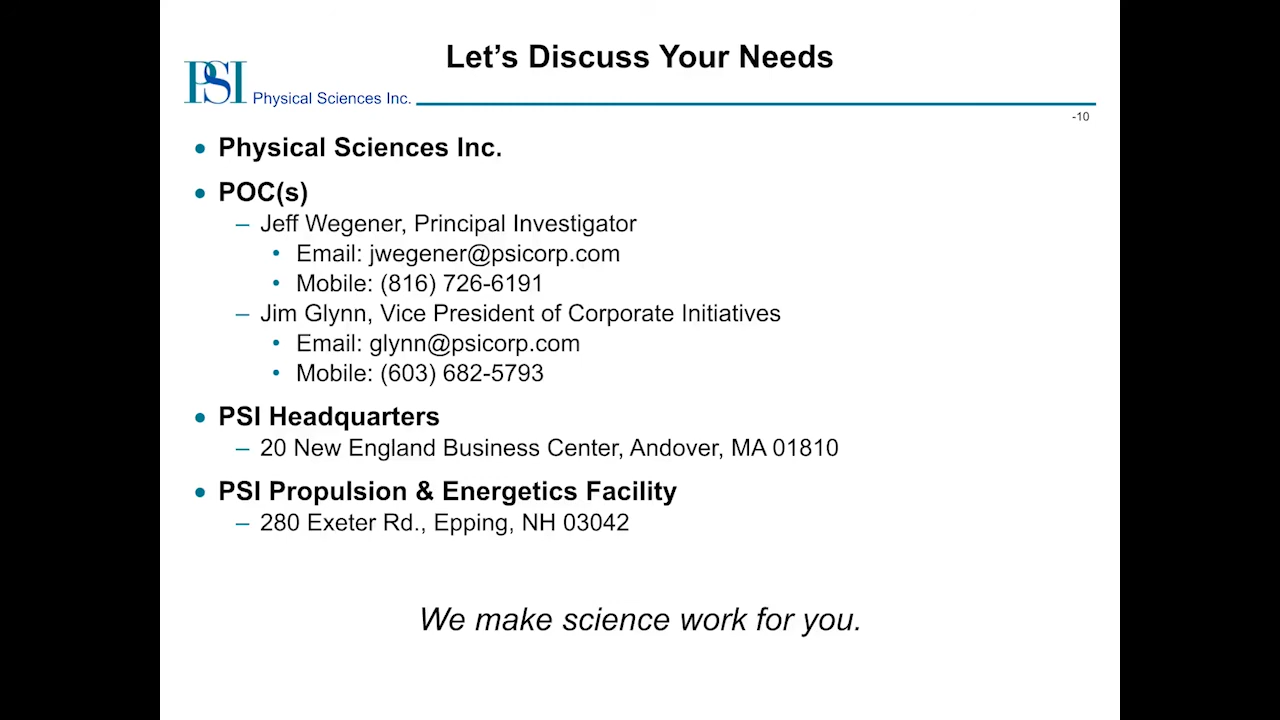 Let's Discuss Your Needs
PSI Physical Sciences Inc.
-10
• Physical Sciences Inc.
• POC(s)
– Jeff Wegener, Principal Investigator
• Email: jwegener@psicorp.com
• Mobile: (816) 726-6191
– Jim Glynn, Vice President of Corporate Initiatives
• Email: glynn@psicorp.com
• Mobile: (603) 682-5793
• PSI Headquarters
– 20 New England Business Center, Andover, MA 01810
• PSI Propulsion & Energetics Facility
– 280 Exeter Rd., Epping, NH 03042
We make science work for you.